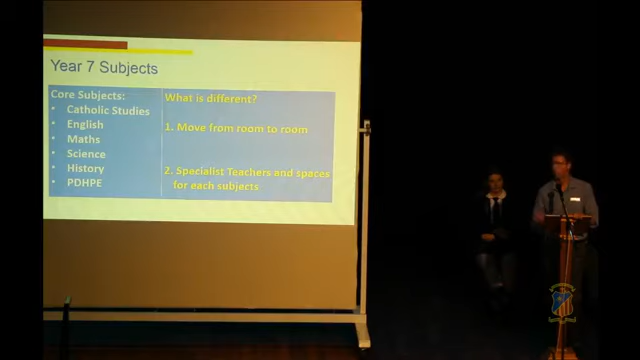 Year 7 Subjects
Core Subjects:
• Catholic Studies
• English
• Maths
• Science
• History
• PDHPE
What is different?
1. Move from room to room
2. Specialist Teachers and spaces
for each subjects